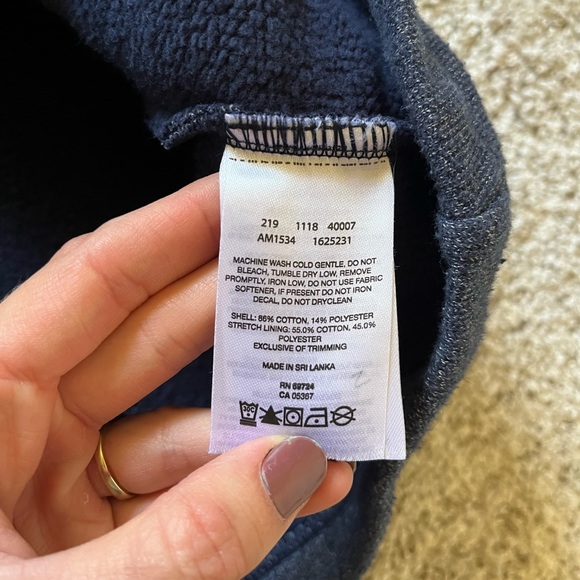 219 1118 40007
AM1534 1625231
MACHINE WASH COLD GENTLE, DO NOT
BLEACH, TUMBLE DRY LOW, REMOVE
PROMPTLY, IRON LOW, DO NOT USE FABRIC
SOFTENER, IF PRESENT DO NOT IRON
DECAL, DO NOT DRYCLEAN
SHELL: 86% COTTON, 14% POLYESTER
STRETCH LINING: 55.0% COTTON, 45.0%
POLYESTER
EXCLUSIVE OF TRIMMING
MADE IN SRI LANKA
RN 69724
CA 05367
30C